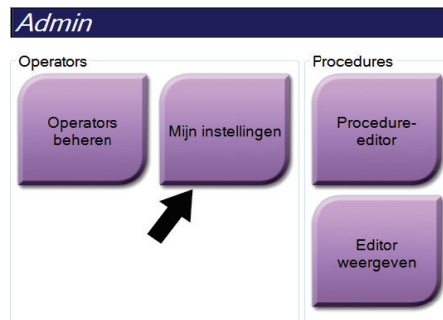 Admin
Operators
Operators
beheren
Mijn instellingen
Procedures
Procedure-
editor
Editor
weergeven